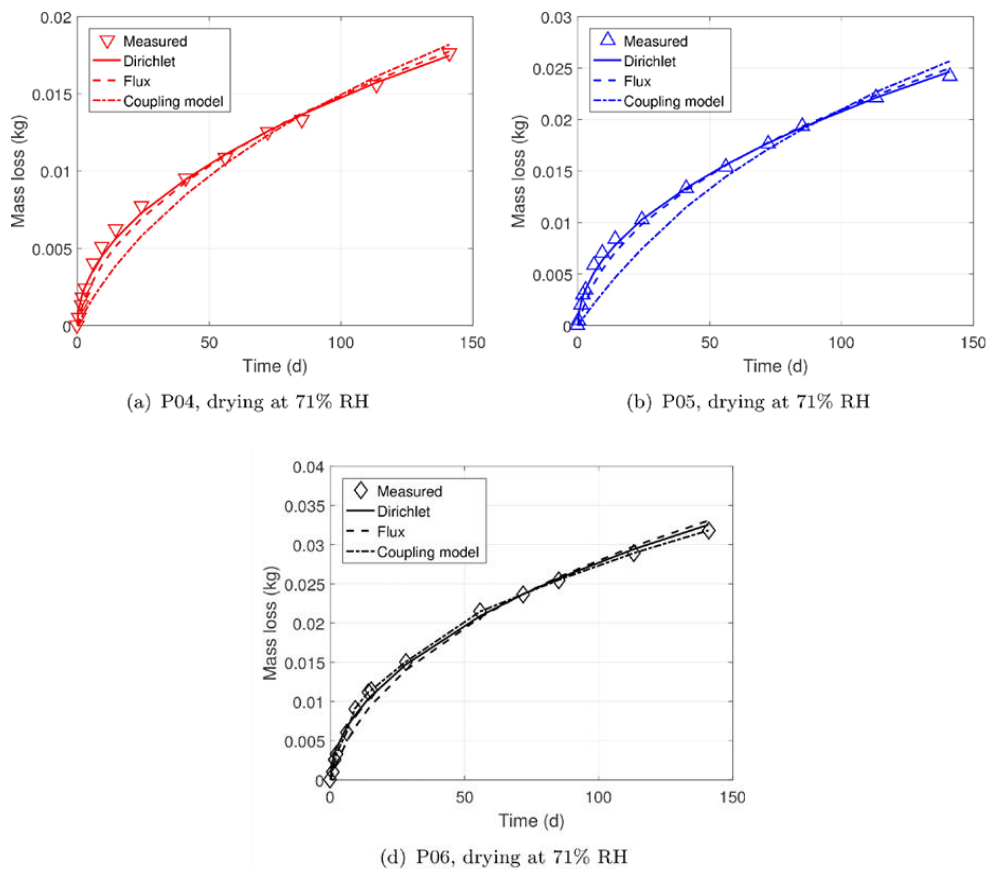 0.02
0.015
0.01
0.005
0
Mass loss (kg)
Measured
Dirichlet
Flux
Coupling model
0 50 100 150
Time (d)
(a) P04, drying at 71% RH
0.03
0.025
0.02
0.015
0.01
0.005
0
Mass loss (kg)
Measured
Dirichlet
Flux
Coupling model
0 50 100 150
Time (d)
(b) P05, drying at 71% RH
0.04
0.035
0.03
0.025
0.02
0.015
0.01
0.005
0
Mass loss (kg)
Measured
Dirichlet
Flux
Coupling model
0 50 100 150
Time (d)
(d) P06, drying at 71% RH